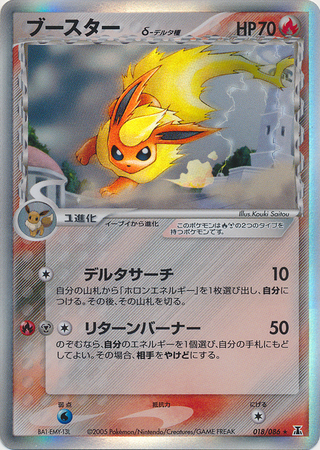 ブースター δ-デルタ種 HP70
Illus. Kouki Saitou
1進化 イーブイから進化
このポケモンは の2つのタイプを
持つポケモンです。
デルタサーチ 10
自分の山札から「ホロンエネルギー」を1枚選び出し、自分に
つける。その後、その山札を切る。
リターンバーナー 50
のぞむなら、自分のエネルギーを1個選び、自分の手札にもど
してよい。その場合、相手をやけどにする。
弱点 抵抗力 にげる
BA1-EMY-13L ©2005 Pokémon/Nintendo/Creatures/GAME FREAK 018/086 ★